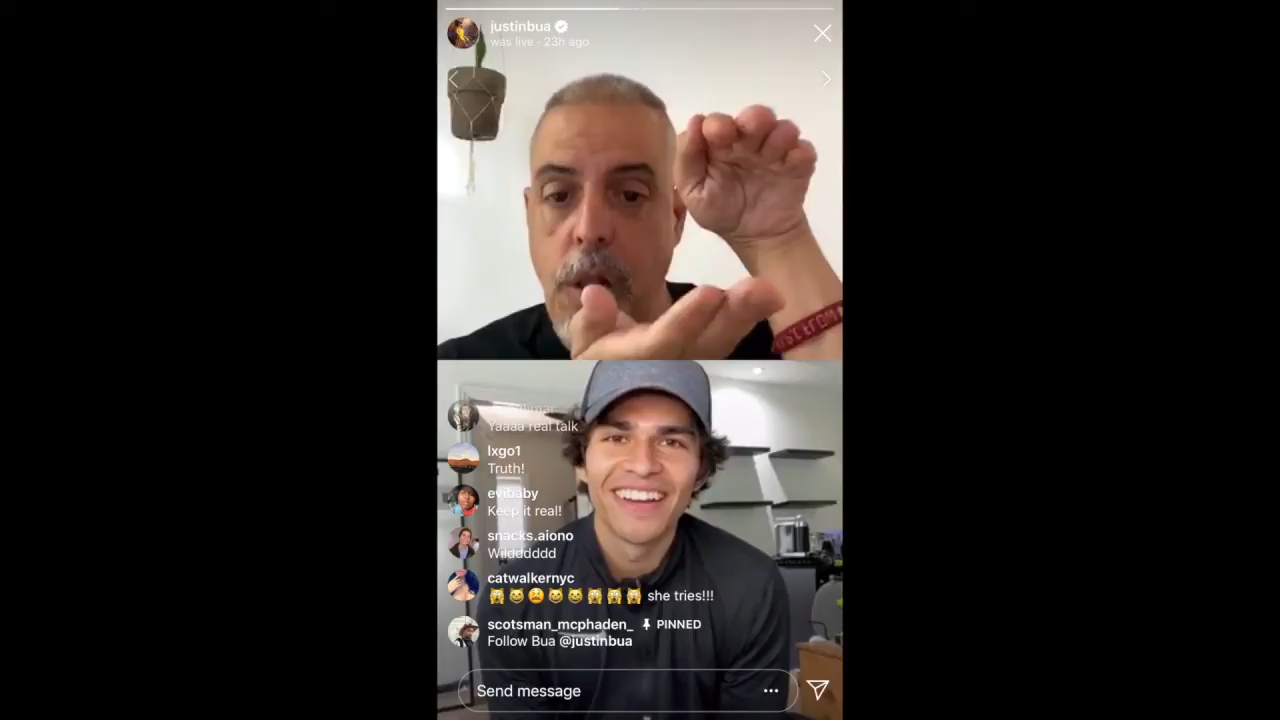 justinbua
was live · 23h ago
Yaaaa real talk
lxgo1
Truth!
evibaby
Keep it real!
snacks.aiono
Wildddddd
catwalkernyc
🙀😺😫😺😺🙀🙀🙀 she tries!!!
scotsman_mcphaden_ PINNED
Follow Bua @justinbua
Send message